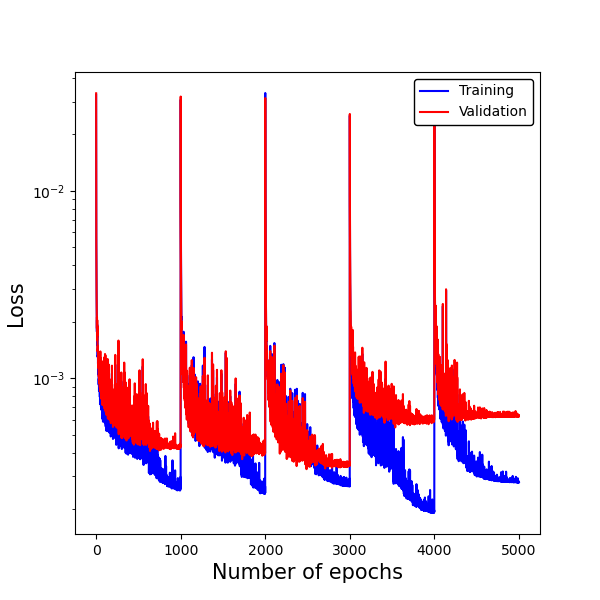 Training
Validation
10⁻²
10⁻³
Loss
0 1000 2000 3000 4000 5000
Number of epochs